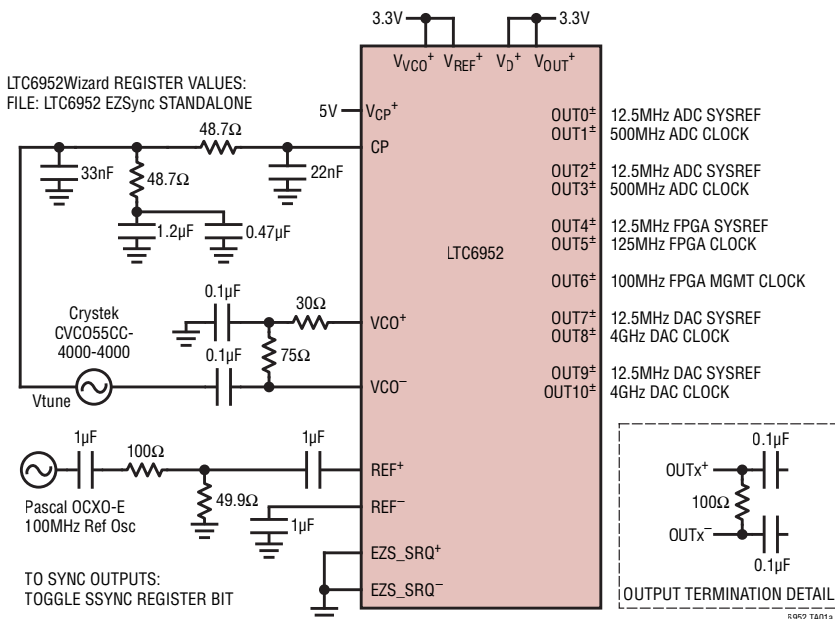 3.3V
3.3V
VVCO+ VREF+ VD+ VOUT+
LTC6952Wizard REGISTER VALUES:
FILE: LTC6952 EZSync STANDALONE
5V
VCP+
CP
48.7Ω
33nF
48.7Ω
22nF
1.2µF
0.47µF
LTC6952
OUT0± 12.5MHz ADC SYSREF
OUT1± 500MHz ADC CLOCK
OUT2± 12.5MHz ADC SYSREF
OUT3± 500MHz ADC CLOCK
OUT4± 12.5MHz FPGA SYSREF
OUT5± 125MHz FPGA CLOCK
OUT6± 100MHz FPGA MGMT CLOCK
OUT7± 12.5MHz DAC SYSREF
OUT8± 4GHz DAC CLOCK
OUT9± 12.5MHz DAC SYSREF
OUT10± 4GHz DAC CLOCK
0.1µF
30Ω
VCO+
Crystek
CVCO55CC-
4000-4000
0.1µF
75Ω
VCO–
Vtune
1µF
100Ω
1µF
REF+
49.9Ω
Pascal OCXO-E
100MHz Ref Osc
REF–
1µF
EZS_SRQ+
EZS_SRQ–
TO SYNC OUTPUTS:
TOGGLE SSYNC REGISTER BIT
0.1µF
OUTx+
100Ω
OUTx–
0.1µF
OUTPUT TERMINATION DETAIL
6952 TA01a